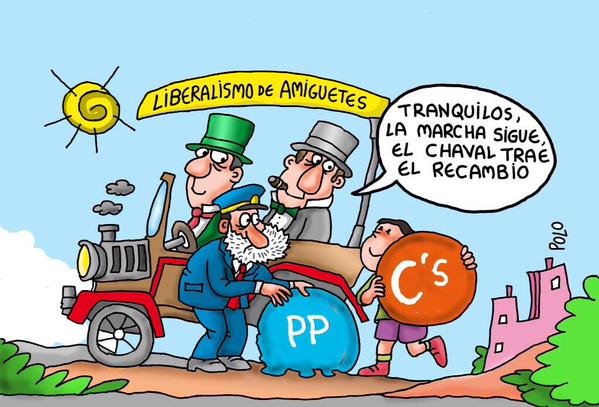 LIBERALISMO DE AMIGUETES
TRANQUILOS,
LA MARCHA SIGUE,
EL CHAVAL TRAE
EL RECAMBIO
PP
C's
POLO